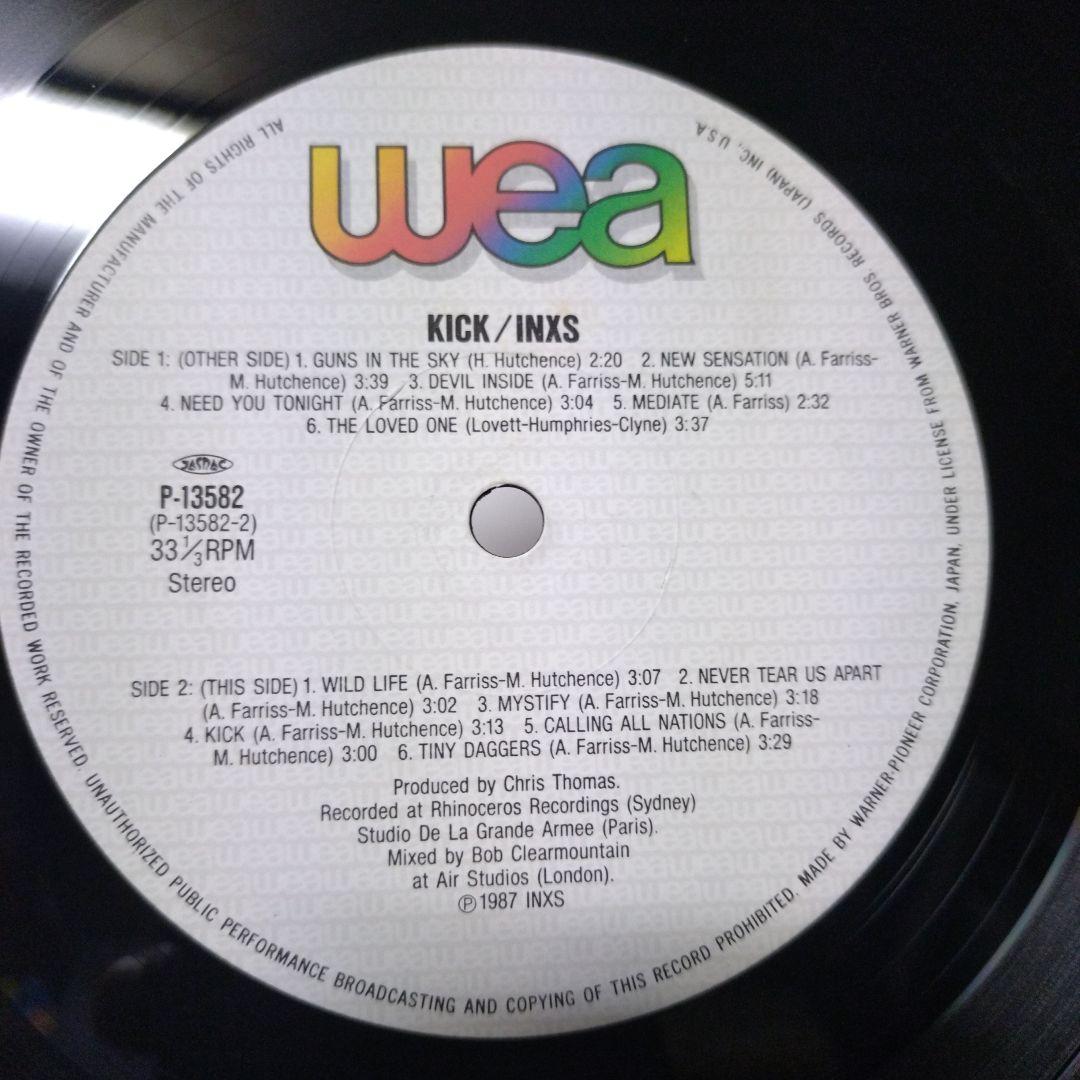 wea
KICK/INXS
SIDE 1: (OTHER SIDE) 1. GUNS IN THE SKY (H. Hutchence) 2:20 2. NEW SENSATION (A. Farriss-
M. Hutchence) 3:39 3. DEVIL INSIDE (A. Farriss-M. Hutchence) 5:11
4. NEED YOU TONIGHT (A. Farriss-M. Hutchence) 3:04 5. MEDIATE (A. Farriss) 2:32
6. THE LOVED ONE (Lovett-Humphries-Clyne) 3:37
JASRAC
P-13582
(P-13582-2)
33 1/3 RPM
Stereo
SIDE 2: (THIS SIDE) 1. WILD LIFE (A. Farriss-M. Hutchence) 3:07 2. NEVER TEAR US APART
(A. Farriss-M. Hutchence) 3:02 3. MYSTIFY (A. Farriss-M. Hutchence) 3:18
4. KICK (A. Farriss-M. Hutchence) 3:13 5. CALLING ALL NATIONS (A. Farriss-
M. Hutchence) 3:00 6. TINY DAGGERS (A. Farriss-M. Hutchence) 3:29
Produced by Chris Thomas.
Recorded at Rhinoceros Recordings (Sydney)
Studio De La Grande Armee (Paris).
Mixed by Bob Clearmountain
at Air Studios (London).
Ⓟ1987 INXS
ALL RIGHTS OF THE MANUFACTURER AND OF THE OWNER OF THE RECORDED WORK RESERVED. UNAUTHORIZED PUBLIC PERFORMANCE BROADCASTING AND COPYING OF THIS RECORD PROHIBITED. MADE BY WARNER-PIONEER CORPORATION, JAPAN, UNDER LICENSE FROM WARNER BROS. RECORDS (JAPAN) INC., U.S.A